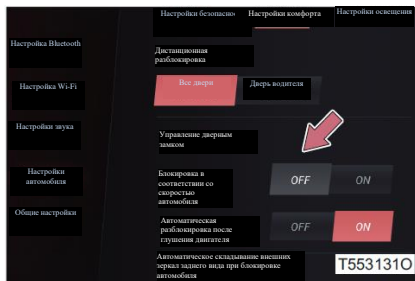 Настройки безопасно
Настройки комфорта
Настройки освещения
Настройка Bluetooth
Дистанционная
разблокировка
Настройка Wi-Fi
Все двери
Дверь водителя
Настройки звука
Управление дверным
замком
Настройки
автомобиля
Блокировка в
соответствии со
скоростью
автомобиля
OFF
ON
Общие настройки
Автоматическая
разблокировка после
глушения двигателя
OFF
ON
Автоматическое складывание внешних
зеркал заднего вида при блокировке
автомобиля
T553131O